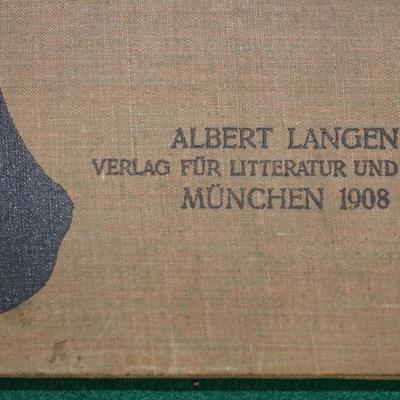 ALBERT LANGEN
VERLAG FÜR LITTERATUR UND
MÜNCHEN 1908